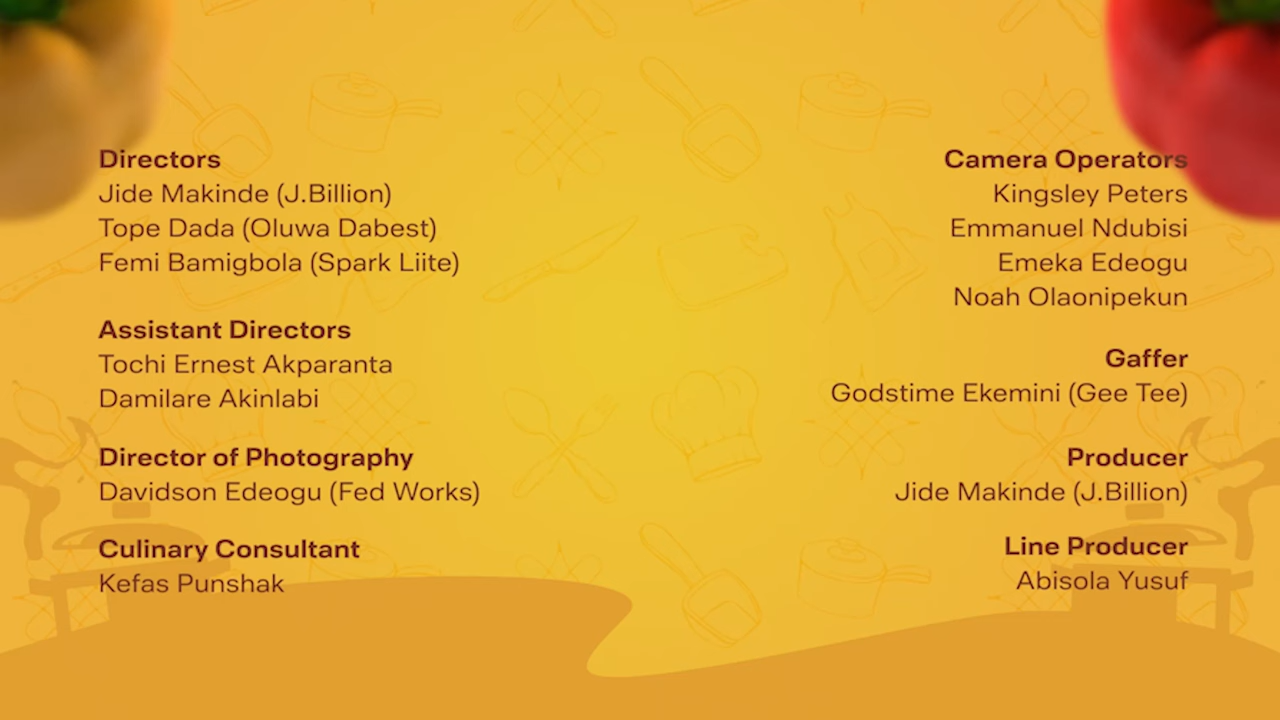 Directors
Jide Makinde (J.Billion)
Tope Dada (Oluwa Dabest)
Femi Bamigbola (Spark Liite)
Assistant Directors
Tochi Ernest Akparanta
Damilare Akinlabi
Director of Photography
Davidson Edeogu (Fed Works)
Culinary Consultant
Kefas Punshak
Camera Operators
Kingsley Peters
Emmanuel Ndubisi
Emeka Edeogu
Noah Olaonipekun
Gaffer
Godstime Ekemini (Gee Tee)
Producer
Jide Makinde (J.Billion)
Line Producer
Abisola Yusuf